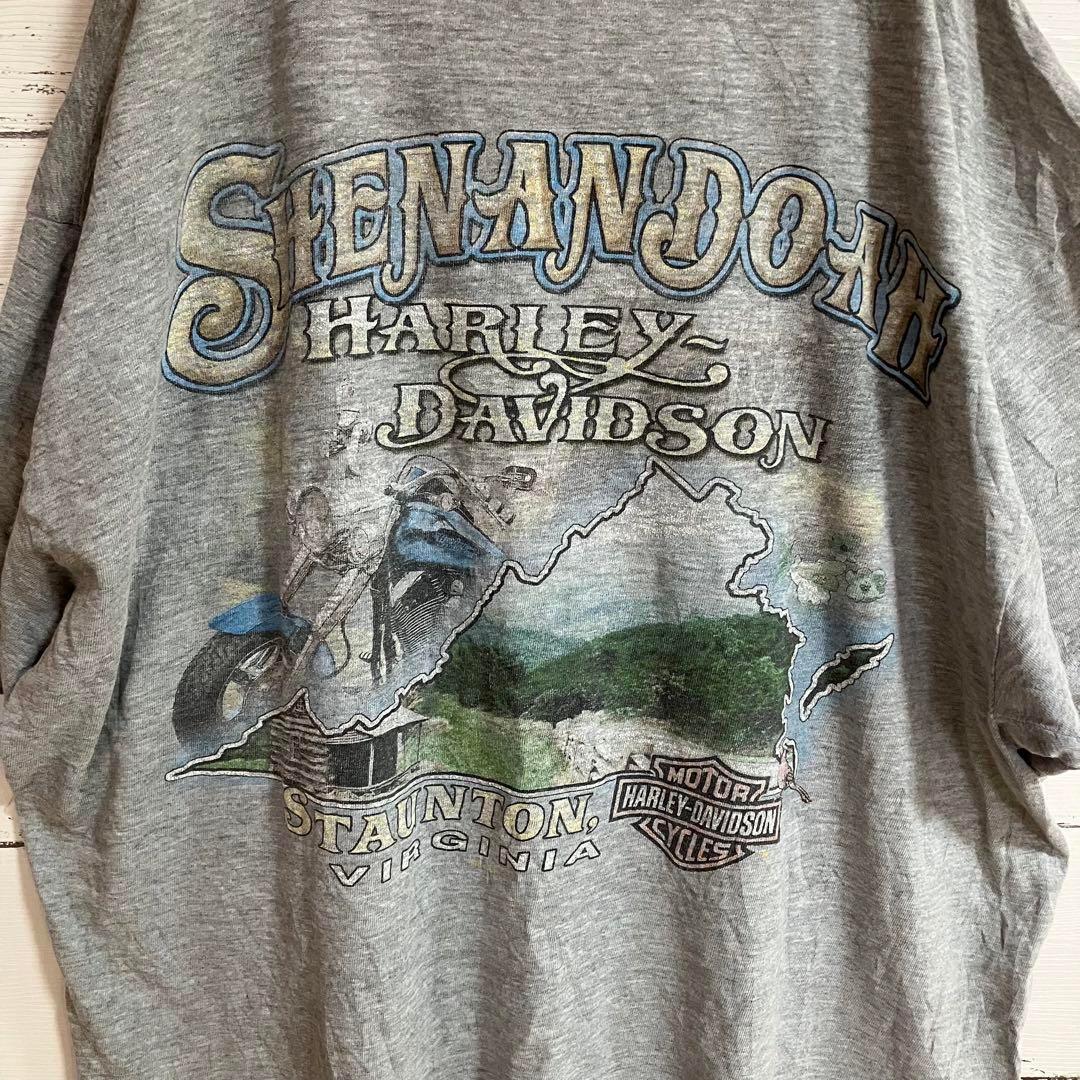 SHENANDOAH
HARLEY-
DAVIDSON
STAUNTON,
VIRGINIA
MOTOR
HARLEY-DAVIDSON
CYCLES